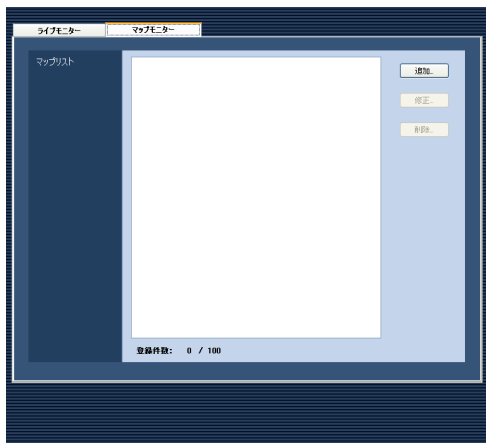 ライブモニター
マップモニター
マップリスト
追加...
修正...
削除...
登録件数: 0 / 100